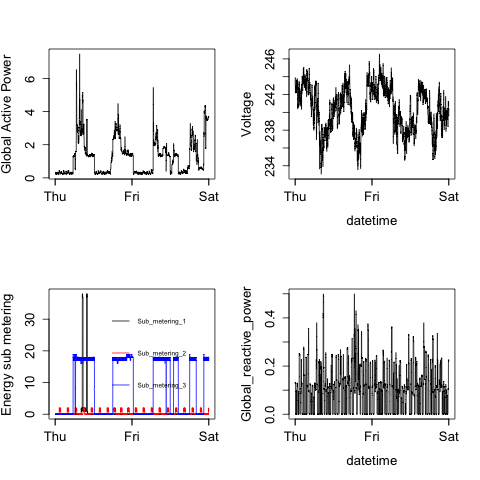 Global Active Power
0 2 4 6
Thu Fri Sat
Voltage
234 238 242 246
Thu Fri Sat
datetime
Energy sub metering
0 10 20 30
Sub_metering_1
Sub_metering_2
Sub_metering_3
Thu Fri Sat
Global_reactive_power
0.0 0.2 0.4
Thu Fri Sat
datetime